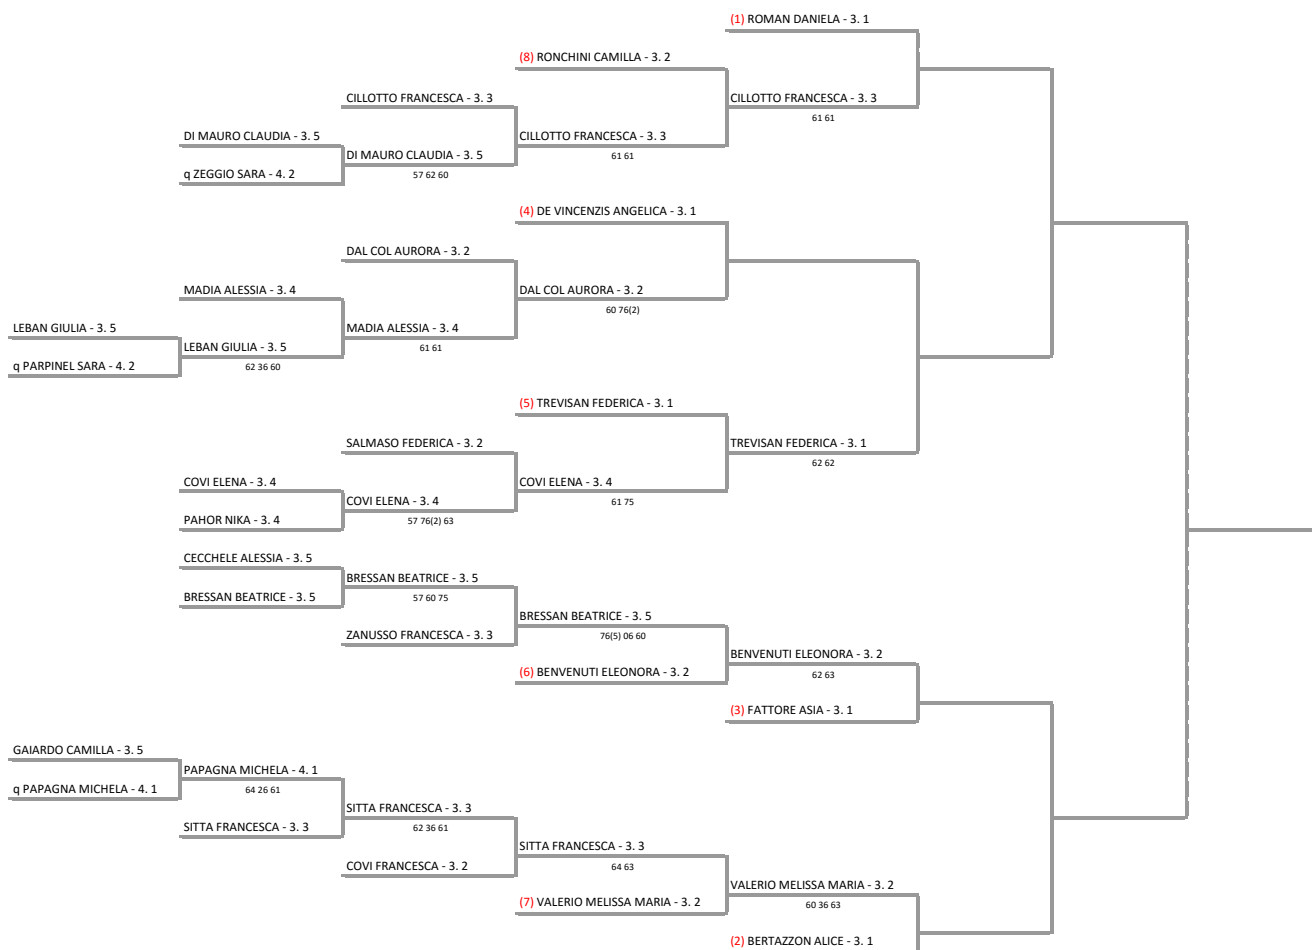 (1) ROMAN DANIELA - 3. 1
(8) RONCHINI CAMILLA - 3. 2
CILLOTTO FRANCESCA - 3. 3
CILLOTTO FRANCESCA - 3. 3
61 61
DI MAURO CLAUDIA - 3. 5
CILLOTTO FRANCESCA - 3. 3
61 61
DI MAURO CLAUDIA - 3. 5
57 62 60
q ZEGGIO SARA - 4. 2
(4) DE VINCENZIS ANGELICA - 3. 1
DAL COL AURORA - 3. 2
MADIA ALESSIA - 3. 4
DAL COL AURORA - 3. 2
60 76(2)
LEBAN GIULIA - 3. 5
MADIA ALESSIA - 3. 4
61 61
LEBAN GIULIA - 3. 5
62 36 60
q PARPINEL SARA - 4. 2
(5) TREVISAN FEDERICA - 3. 1
SALMASO FEDERICA - 3. 2
TREVISAN FEDERICA - 3. 1
62 62
COVI ELENA - 3. 4
COVI ELENA - 3. 4
61 75
COVI ELENA - 3. 4
57 76(2) 63
PAHOR NIKA - 3. 4
CECCHELE ALESSIA - 3. 5
BRESSAN BEATRICE - 3. 5
57 60 75
BRESSAN BEATRICE - 3. 5
BRESSAN BEATRICE - 3. 5
76(5) 06 60
ZANUSSO FRANCESCA - 3. 3
BENVENUTI ELEONORA - 3. 2
62 63
(6) BENVENUTI ELEONORA - 3. 2
(3) FATTORE ASIA - 3. 1
GAIARDO CAMILLA - 3. 5
PAPAGNA MICHELA - 4. 1
64 26 61
q PAPAGNA MICHELA - 4. 1
SITTA FRANCESCA - 3. 3
62 36 61
SITTA FRANCESCA - 3. 3
SITTA FRANCESCA - 3. 3
64 63
COVI FRANCESCA - 3. 2
VALERIO MELISSA MARIA - 3. 2
60 36 63
(7) VALERIO MELISSA MARIA - 3. 2
(2) BERTAZZON ALICE - 3. 1